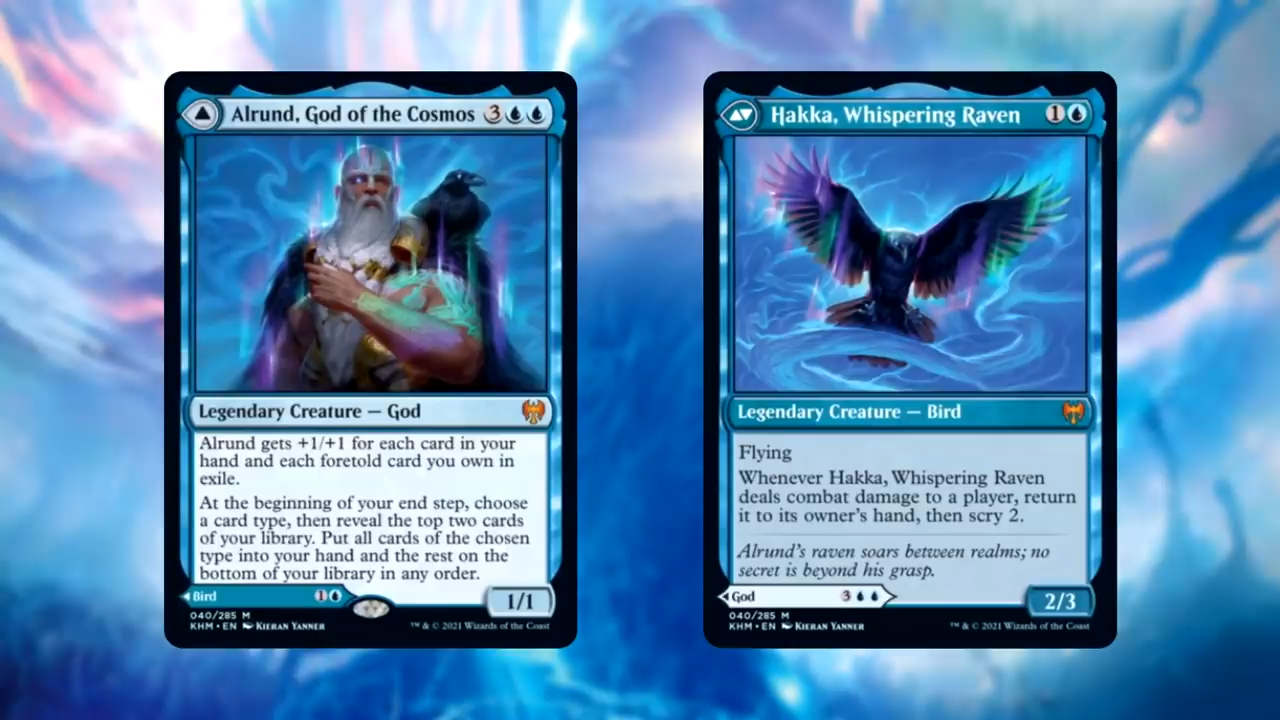 Alrund, God of the Cosmos 3
Legendary Creature — God
Alrund gets +1/+1 for each card in your
hand and each foretold card you own in
exile.
At the beginning of your end step, choose
a card type, then reveal the top two cards
of your library. Put all cards of the chosen
type into your hand and the rest on the
bottom of your library in any order.
Bird 1
1/1
040/285 M
KHM • EN Kieran Yanner
™ & © 2021 Wizards of the Coast
Hakka, Whispering Raven 1
Legendary Creature — Bird
Flying
Whenever Hakka, Whispering Raven
deals combat damage to a player, return
it to its owner's hand, then scry 2.
Alrund's raven soars between realms; no
secret is beyond his grasp.
God 3
2/3
040/285 M
KHM • EN Kieran Yanner
™ & © 2021 Wizards of the Coast